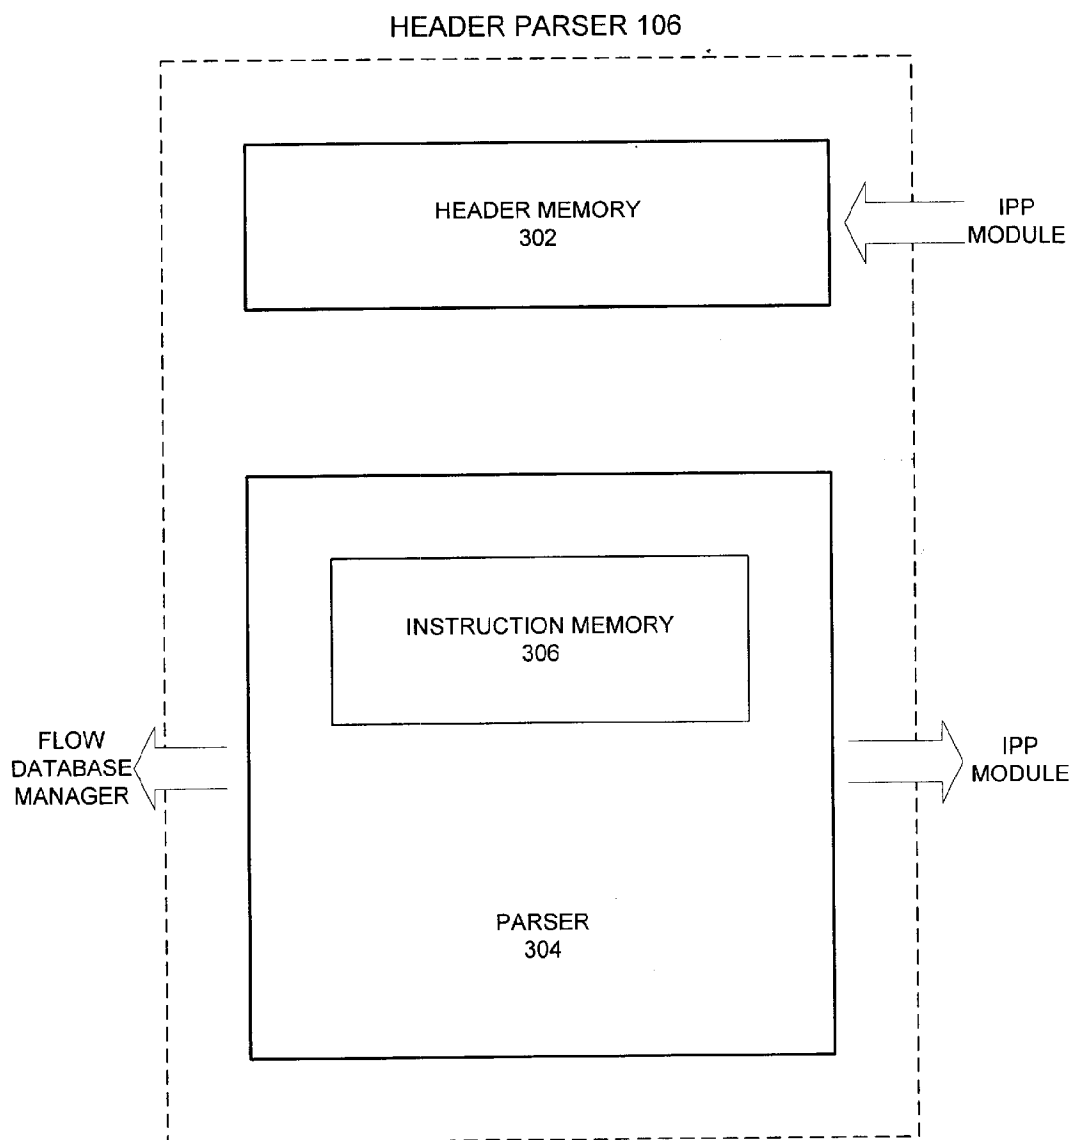 HEADER PARSER 106
HEADER MEMORY
302
IPP
MODULE
INSTRUCTION MEMORY
306
FLOW
DATABASE
MANAGER
IPP
MODULE
PARSER
304